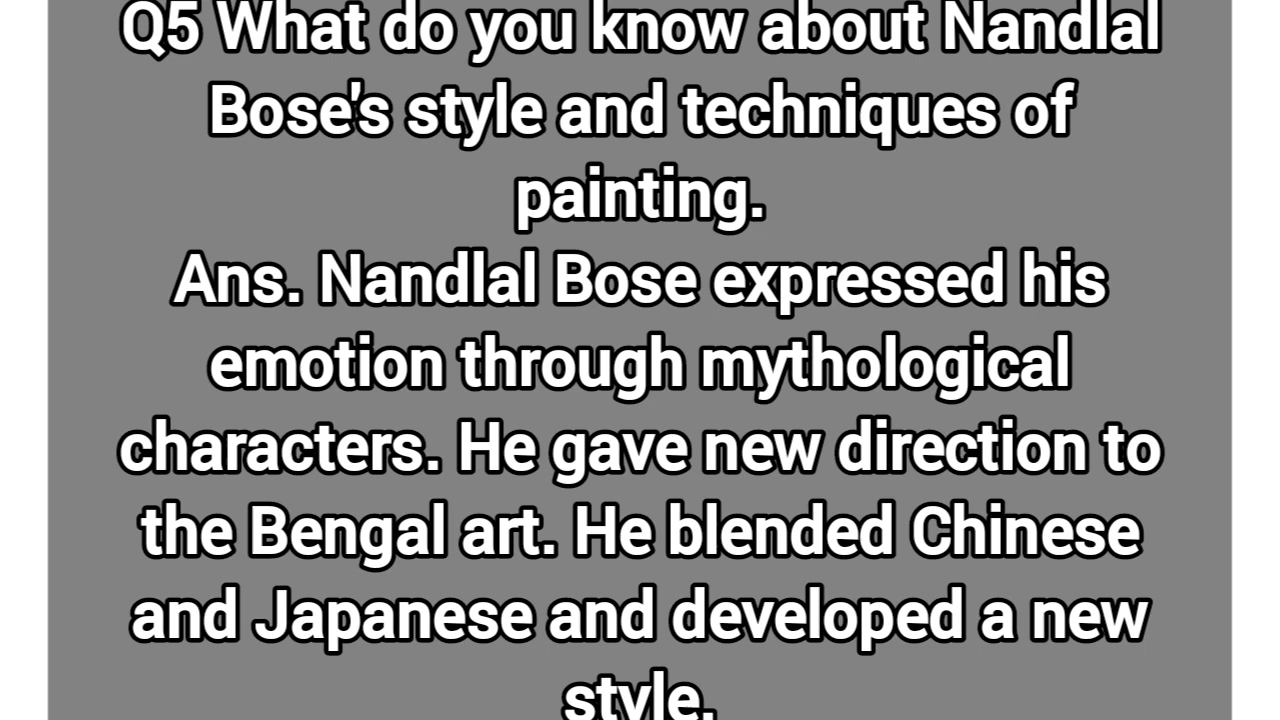 Q5 What do you know about Nandlal
Bose's style and techniques of
painting.
Ans. Nandlal Bose expressed his
emotion through mythological
characters. He gave new direction to
the Bengal art. He blended Chinese
and Japanese and developed a new
style.